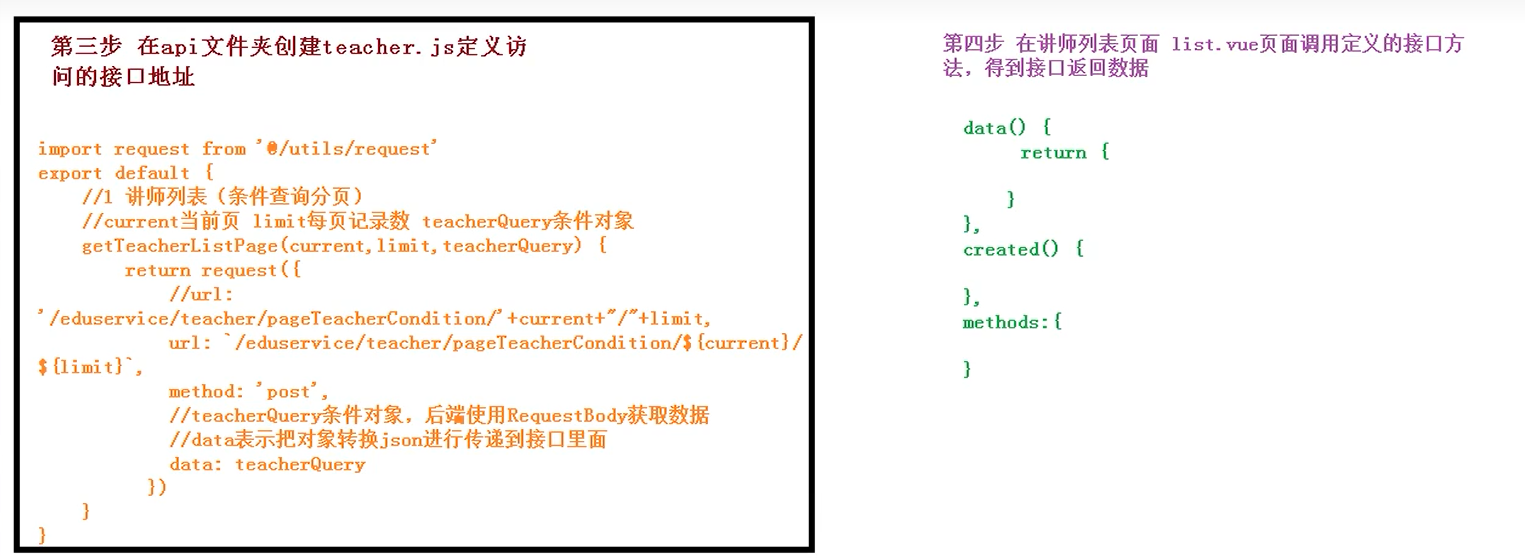 第三步 在api文件夹创建teacher.js定义访
问的接口地址
import request from '@/utils/request'
export default {
//1 讲师列表（条件查询分页）
//current当前页 limit每页记录数 teacherQuery条件对象
getTeacherListPage(current,limit,teacherQuery) {
return request({
//url:
'/eduservice/teacher/pageTeacherCondition/'+current+"/"+limit,
url: `/eduservice/teacher/pageTeacherCondition/${current}/
${limit}`,
method: 'post',
//teacherQuery条件对象，后端使用RequestBody获取数据
//data表示把对象转换json进行传递到接口里面
data: teacherQuery
})
}
}
第四步 在讲师列表页面 list.vue页面调用定义的接口方
法，得到接口返回数据
data() {
return {
}
},
created() {
},
methods:{
}